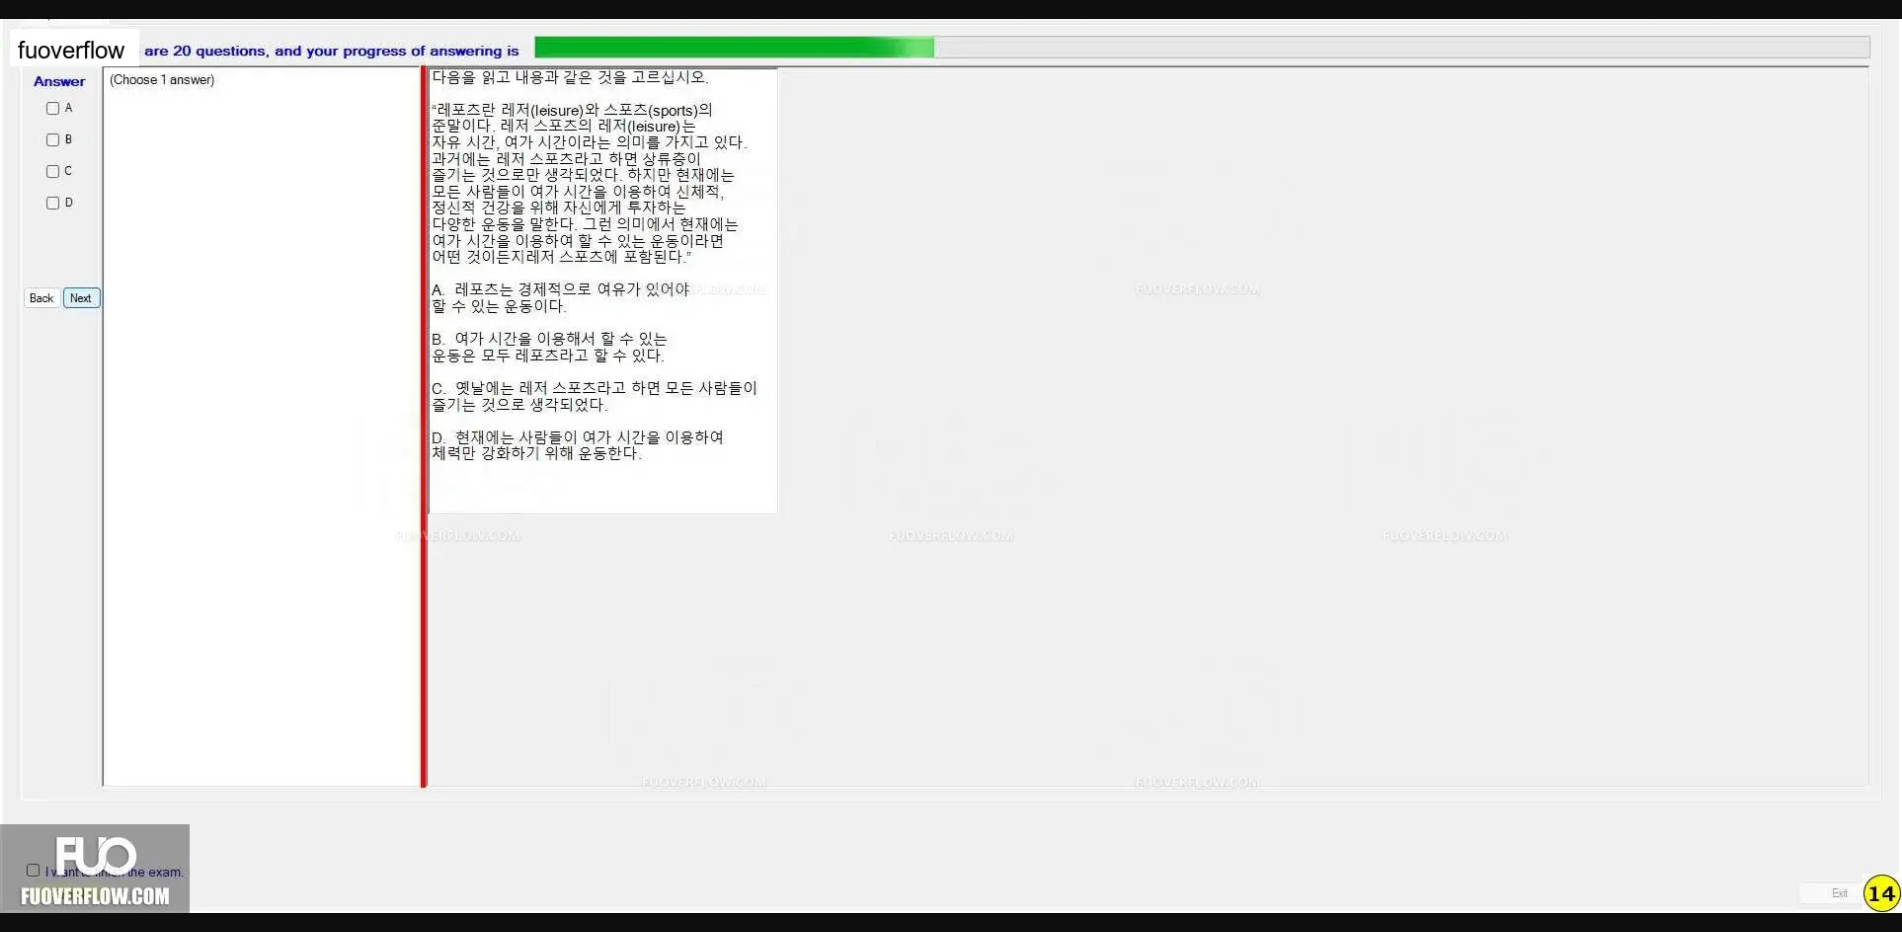 fuoverflow are 20 questions, and your progress of answering is
Answer
(Choose 1 answer)
A
B
C
D
Back Next
다음을 읽고 내용과 같은 것을 고르십시오.
“레포츠란 레저(leisure)와 스포츠(sports)의
준말이다. 레저 스포츠의 레저(leisure)는
자유 시간, 여가 시간이라는 의미를 가지고 있다.
과거에는 레저 스포츠라고 하면 상류층이
즐기는 것으로만 생각되었다. 하지만 현재에는
모든 사람들이 여가 시간을 이용하여 신체적,
정신적 건강을 위해 자신에게 투자하는
다양한 운동을 말한다. 그런 의미에서 현재에는
여가 시간을 이용하여 할 수 있는 운동이라면
어떤 것이든지레저 스포츠에 포함된다.”
A. 레포츠는 경제적으로 여유가 있어야
할 수 있는 운동이다.
B. 여가 시간을 이용해서 할 수 있는
운동은 모두 레포츠라고 할 수 있다.
C. 옛날에는 레저 스포츠라고 하면 모든 사람들이
즐기는 것으로 생각되었다.
D. 현재에는 사람들이 여가 시간을 이용하여
체력만 강화하기 위해 운동한다.
FUOVERFLOW.COM
FUOVERFLOW.COM FUOVERFLOW.COM FUOVERFLOW.COM
FUOVERFLOW.COM FUOVERFLOW.COM
FUO
I want to finish the exam.
FUOVERFLOW.COM
Exit 14